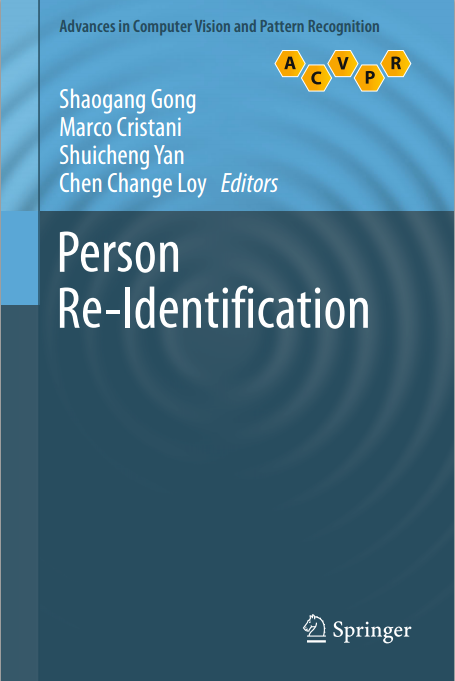 Advances in Computer Vision and Pattern Recognition
A C V P R
Shaogang Gong
Marco Cristani
Shuicheng Yan
Chen Change Loy Editors
Person
Re-Identification
Springer